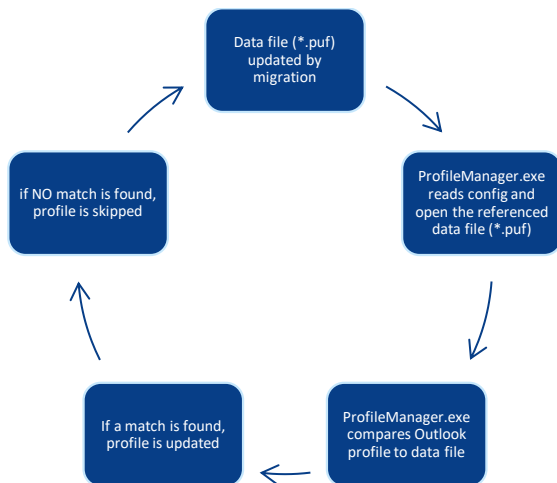 Data file (*.puf)
updated by
migration
ProfileManager.exe
reads config and
open the referenced
data file (*.puf)
ProfileManager.exe
compares Outlook
profile to data file
If a match is found,
profile is updated
if NO match is found,
profile is skipped